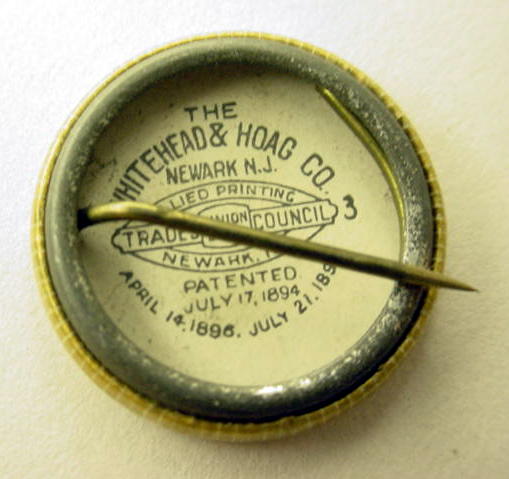 THE
WHITEHEAD & HOAG CO.
NEWARK N.J.
LIED PRINTING
TRADES UNION COUNCIL 3
NEWARK,
PATENTED
JULY 17, 1894
APRIL 14, 1896. JULY 21, 189